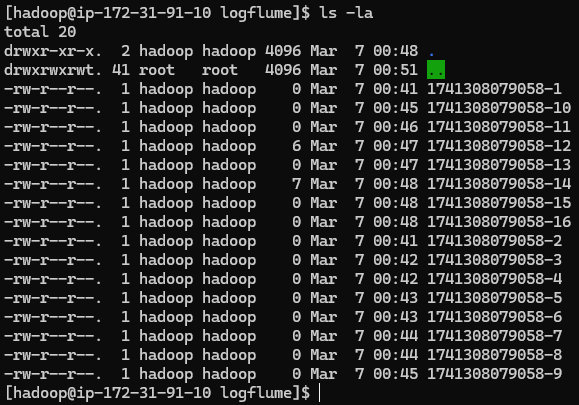 [hadoop@ip-172-31-91-10 logflume]$ ls -la
total 20
drwxr-xr-x.  2 hadoop hadoop 4096 Mar  7 00:48 .
drwxrwxrwt. 41 root   root   4096 Mar  7 00:51 ..
-rw-r--r--.  1 hadoop hadoop    0 Mar  7 00:41 1741308079058-1
-rw-r--r--.  1 hadoop hadoop    0 Mar  7 00:45 1741308079058-10
-rw-r--r--.  1 hadoop hadoop    0 Mar  7 00:46 1741308079058-11
-rw-r--r--.  1 hadoop hadoop    6 Mar  7 00:47 1741308079058-12
-rw-r--r--.  1 hadoop hadoop    0 Mar  7 00:47 1741308079058-13
-rw-r--r--.  1 hadoop hadoop    7 Mar  7 00:48 1741308079058-14
-rw-r--r--.  1 hadoop hadoop    0 Mar  7 00:48 1741308079058-15
-rw-r--r--.  1 hadoop hadoop    0 Mar  7 00:48 1741308079058-16
-rw-r--r--.  1 hadoop hadoop    0 Mar  7 00:41 1741308079058-2
-rw-r--r--.  1 hadoop hadoop    0 Mar  7 00:42 1741308079058-3
-rw-r--r--.  1 hadoop hadoop    0 Mar  7 00:42 1741308079058-4
-rw-r--r--.  1 hadoop hadoop    0 Mar  7 00:43 1741308079058-5
-rw-r--r--.  1 hadoop hadoop    0 Mar  7 00:43 1741308079058-6
-rw-r--r--.  1 hadoop hadoop    0 Mar  7 00:44 1741308079058-7
-rw-r--r--.  1 hadoop hadoop    0 Mar  7 00:44 1741308079058-8
-rw-r--r--.  1 hadoop hadoop    0 Mar  7 00:45 1741308079058-9
[hadoop@ip-172-31-91-10 logflume]$